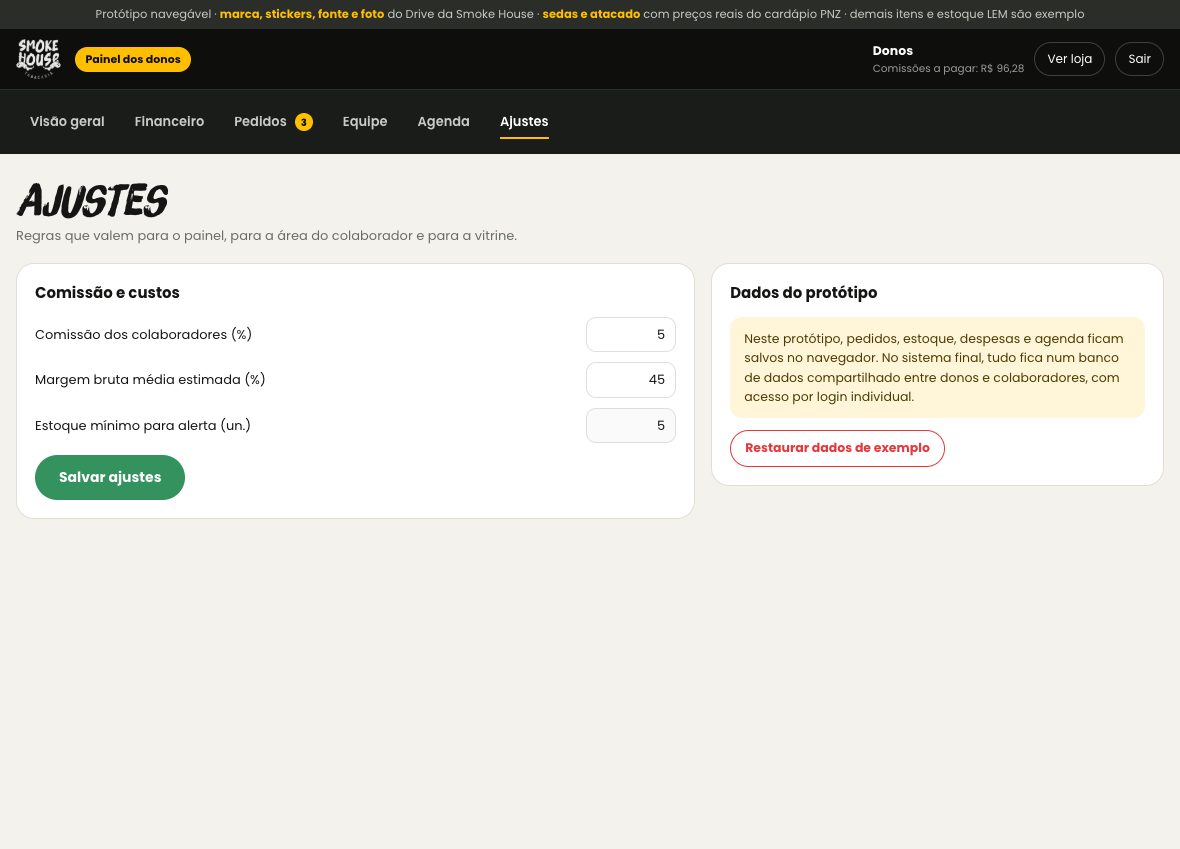 Protótipo navegável · marca, stickers, fonte e foto do Drive da Smoke House · sedas e atacado com preços reais do cardápio PNZ · demais itens e estoque LEM são exemplo
SMOKE
HOUSE
TABACARIA
Painel dos donos
Donos
Comissões a pagar: R$ 96,28
Ver loja
Sair
Visão geral
Financeiro
Pedidos 3
Equipe
Agenda
Ajustes
AJUSTES
Regras que valem para o painel, para a área do colaborador e para a vitrine.
Comissão e custos
Comissão dos colaboradores (%)
5
Margem bruta média estimada (%)
45
Estoque mínimo para alerta (un.)
5
Salvar ajustes
Dados do protótipo
Neste protótipo, pedidos, estoque, despesas e agenda ficam
salvos no navegador. No sistema final, tudo fica num banco
de dados compartilhado entre donos e colaboradores, com
acesso por login individual.
Restaurar dados de exemplo